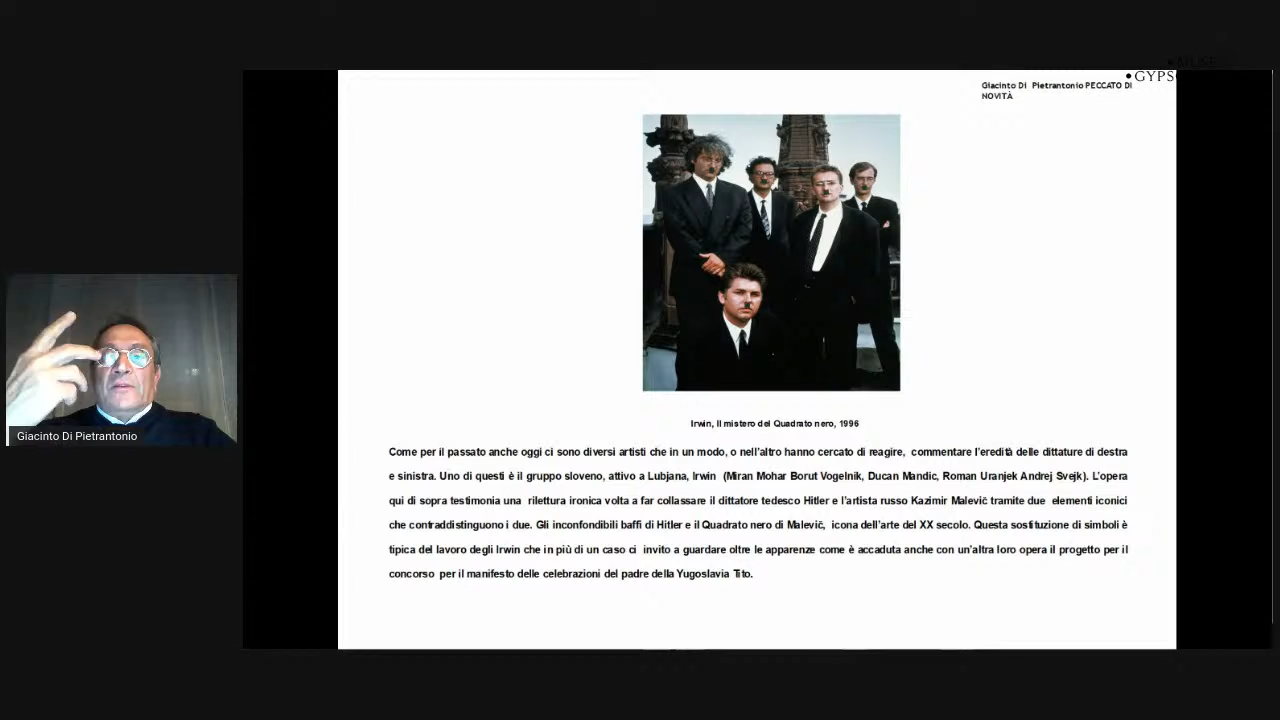 GYPS
Giacinto Di Pietrantonio PECCATO DI
NOVITÀ
Irwin, Il mistero del Quadrato nero, 1996
Come per il passato anche oggi ci sono diversi artisti che in un modo, o nell'altro hanno cercato di reagire, commentare l'eredità delle dittature di destra
e sinistra. Uno di questi è il gruppo sloveno, attivo a Lubjana, Irwin (Miran Mohar Borut Vogelnik, Ducan Mandic, Roman Uranjek Andrej Svejk). L'opera
qui di sopra testimonia una rilettura ironica volta a far collassare il dittatore tedesco Hitler e l'artista russo Kazimir Malevič tramite due elementi iconici
che contraddistinguono i due. Gli inconfondibili baffi di Hitler e il Quadrato nero di Malevič, icona dell'arte del XX secolo. Questa sostituzione di simboli è
tipica del lavoro degli Irwin che in più di un caso ci invito a guardare oltre le apparenze come è accaduta anche con un'altra loro opera il progetto per il
concorso per il manifesto delle celebrazioni del padre della Yugoslavia Tito.
Giacinto Di Pietrantonio